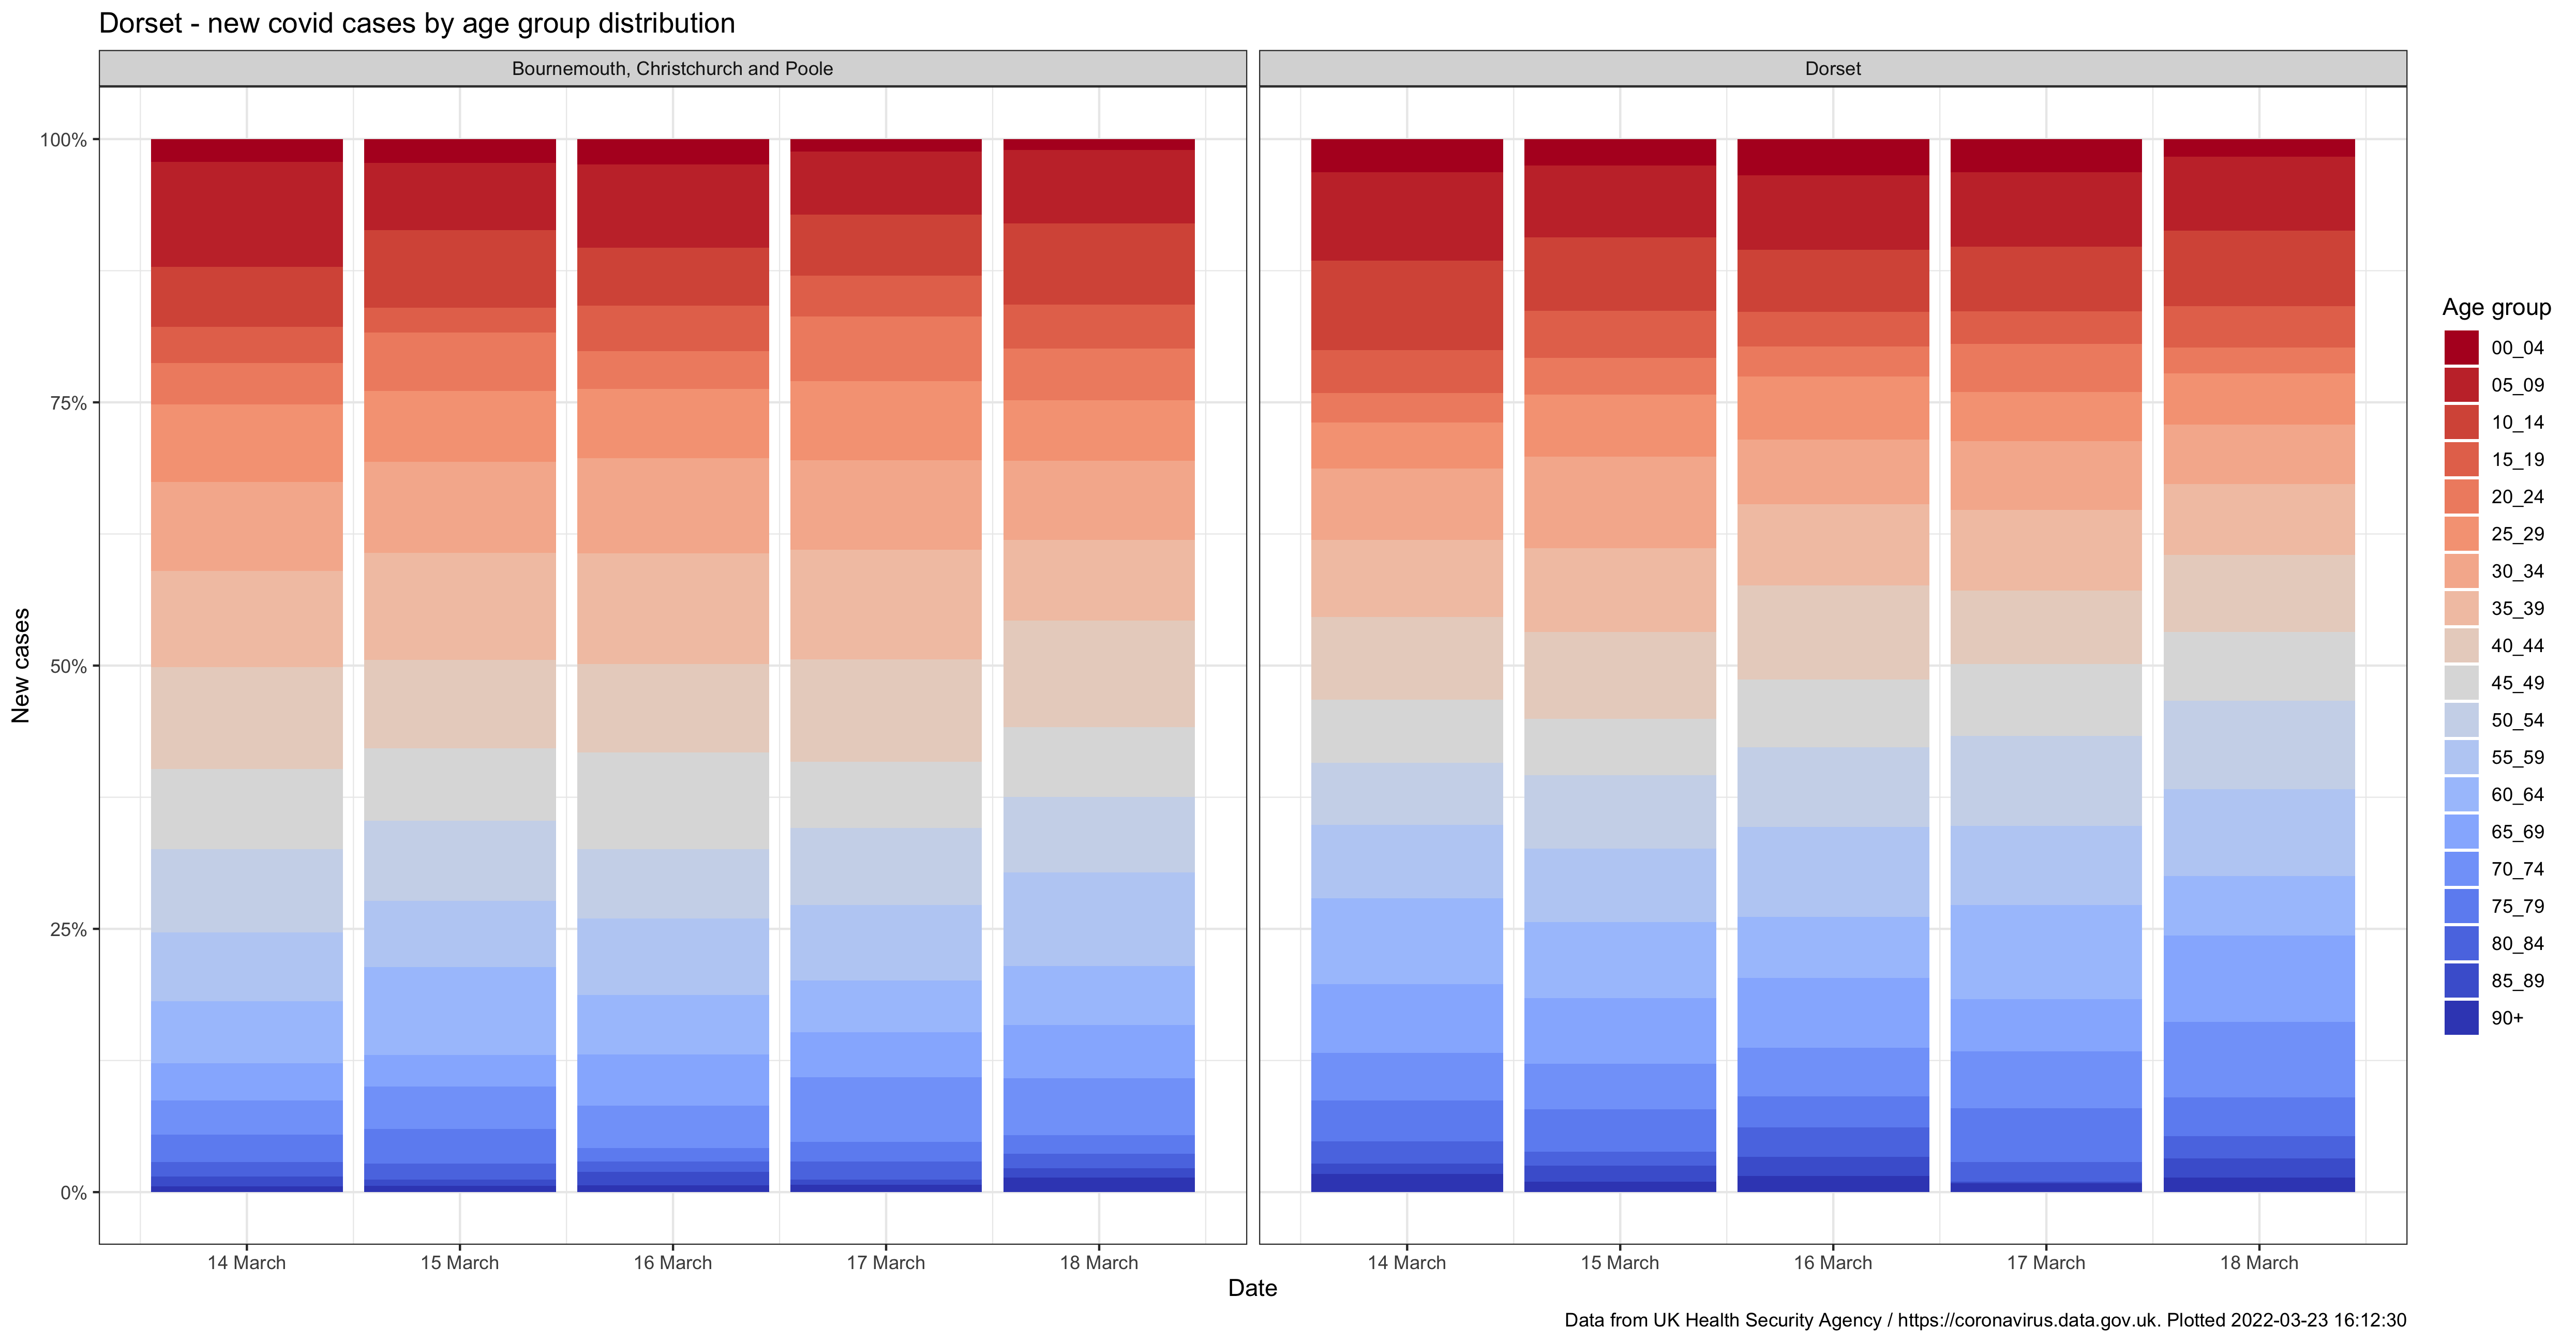 Dorset - new covid cases by age group distribution
Bournemouth, Christchurch and Poole
Dorset
New cases
100%
75%
50%
25%
0%
14 March
15 March
16 March
17 March
18 March
14 March
15 March
16 March
17 March
18 March
Date
Age group
00_04
05_09
10_14
15_19
20_24
25_29
30_34
35_39
40_44
45_49
50_54
55_59
60_64
65_69
70_74
75_79
80_84
85_89
90+
Data from UK Health Security Agency / https://coronavirus.data.gov.uk. Plotted 2022-03-23 16:12:30